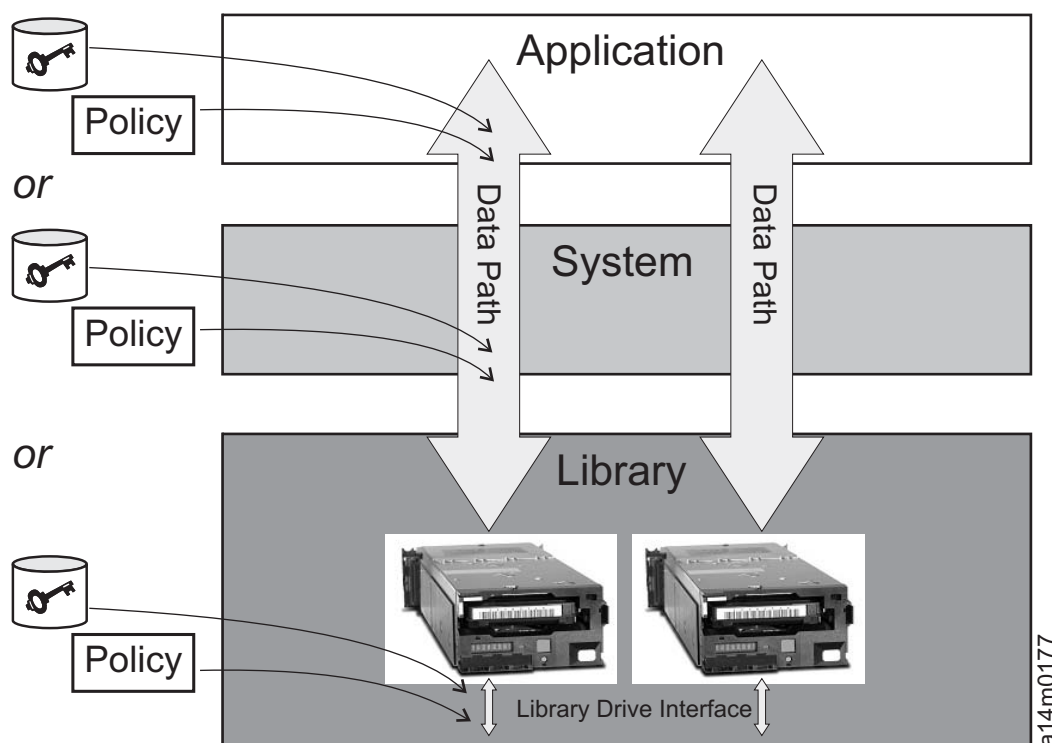 Application
Policy
or
Data Path
Data Path
System
Policy
or
Library
Policy
Library Drive Interface
a14m0177